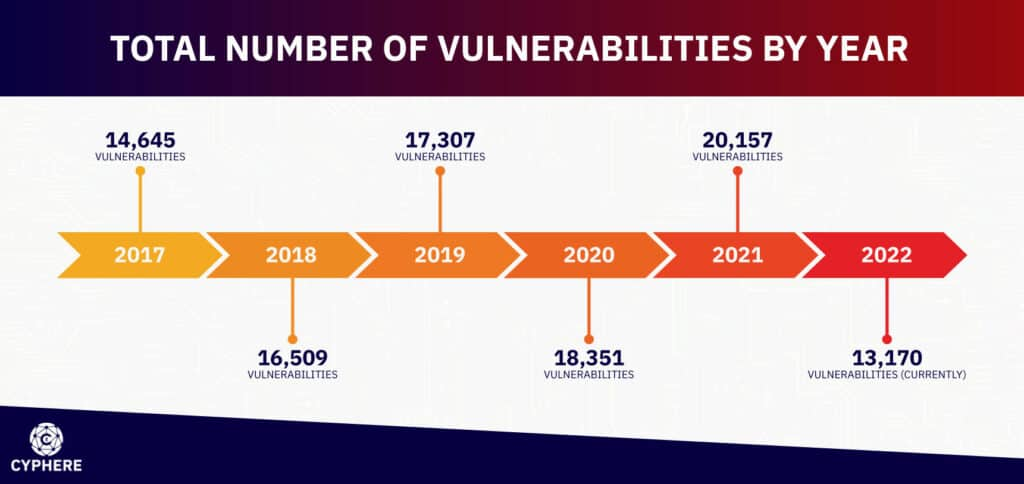 TOTAL NUMBER OF VULNERABILITIES BY YEAR
14,645
VULNERABILITIES
17,307
VULNERABILITIES
20,157
VULNERABILITIES
2017
2018
2019
2020
2021
2022
16,509
VULNERABILITIES
18,351
VULNERABILITIES
13,170
VULNERABILITIES (CURRENTLY)
C
CYPHERE